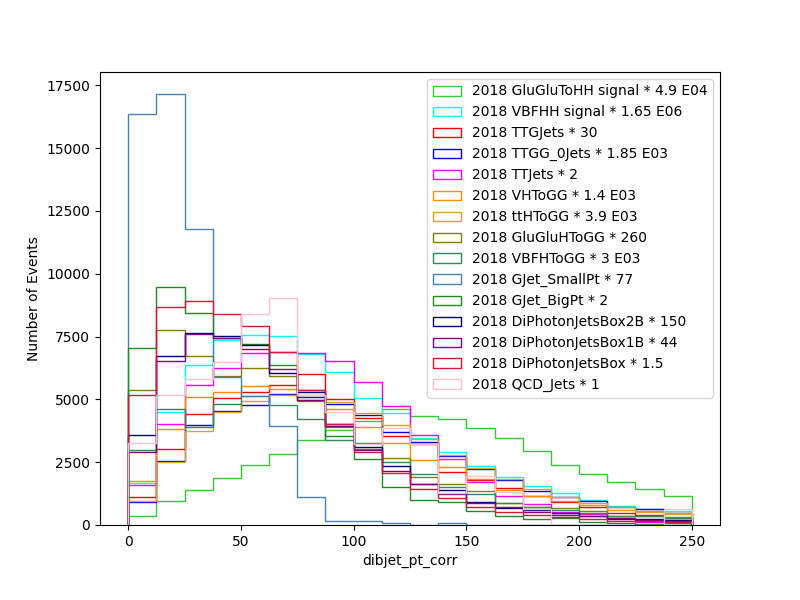 17500
15000
12500
10000
7500
5000
2500
0
Number of Events
0
50
100
150
200
250
dibjet_pt_corr
2018 GluGluToHH signal * 4.9 E04
2018 VBFHH signal * 1.65 E06
2018 TTGJets * 30
2018 TTGG_0Jets * 1.85 E03
2018 TTJets * 2
2018 VHToGG * 1.4 E03
2018 ttHToGG * 3.9 E03
2018 GluGluHToGG * 260
2018 VBFHToGG * 3 E03
2018 GJet_SmallPt * 77
2018 GJet_BigPt * 2
2018 DiPhotonJetsBox2B * 150
2018 DiPhotonJetsBox1B * 44
2018 DiPhotonJetsBox * 1.5
2018 QCD_Jets * 1